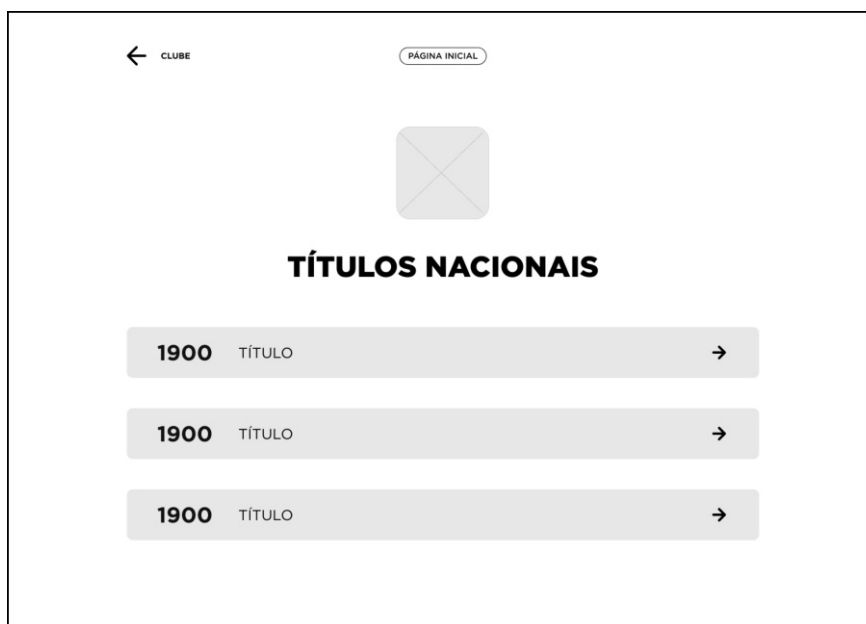 CLUBE
PÁGINA INICIAL
TÍTULOS NACIONAIS
1900 TÍTULO
1900 TÍTULO
1900 TÍTULO